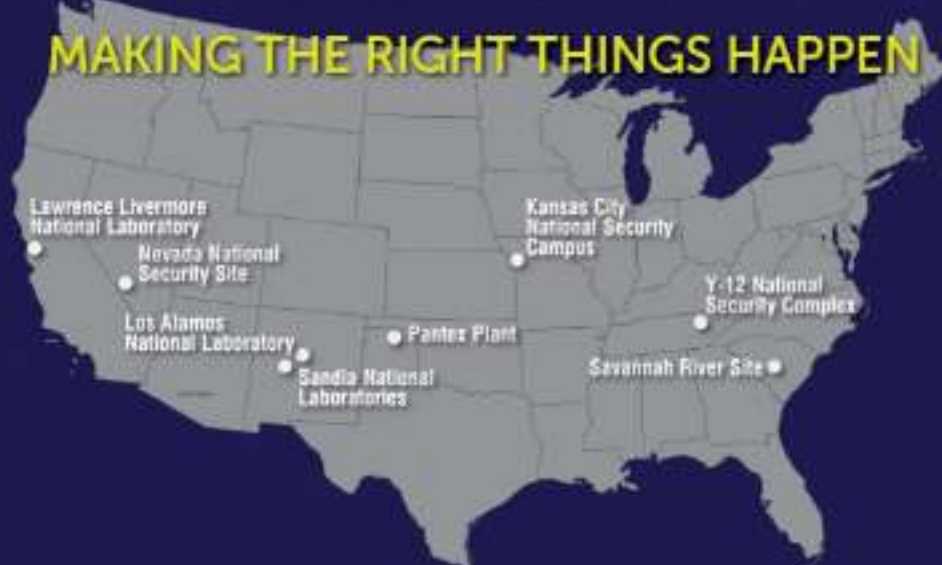 MAKING THE RIGHT THINGS HAPPEN
Lawrence Livermore
National Laboratory
Nevada National
Security Site
Los Alamos
National Laboratory
Sandia National
Laboratories
Pantex Plant
Kansas City
National Security
Campus
Y-12 National
Security Complex
Savannah River Site